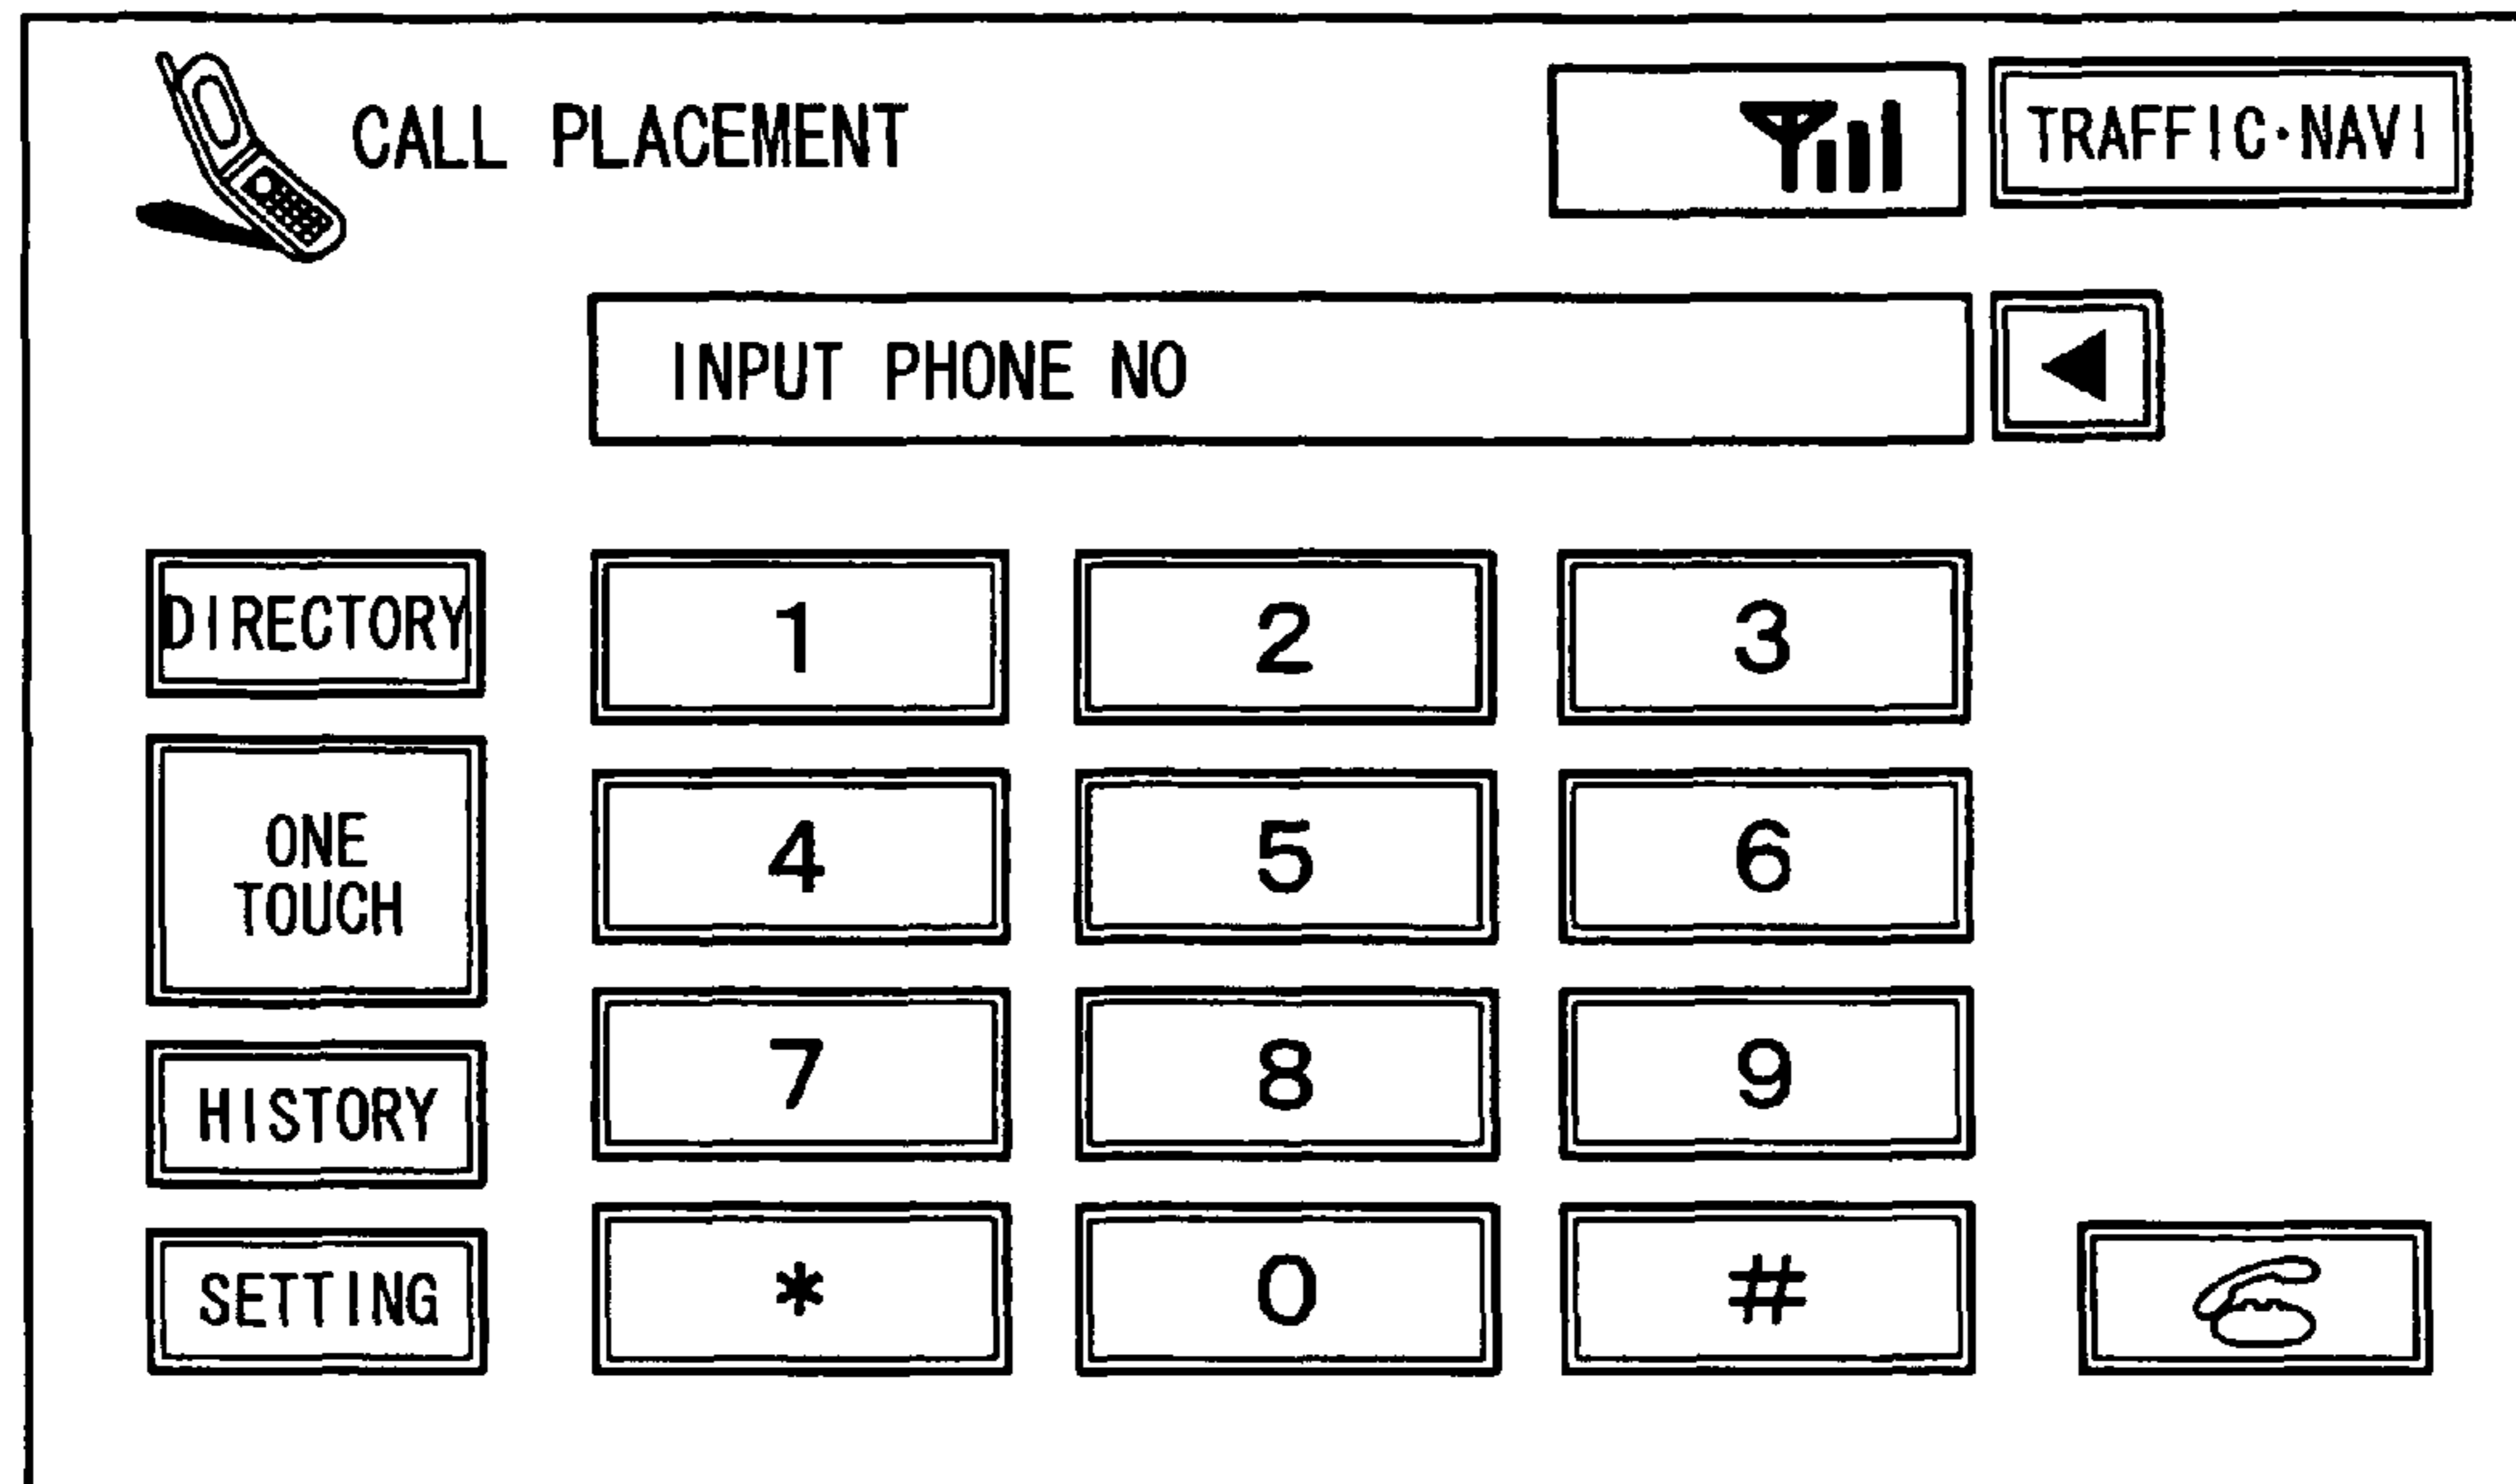 CALL PLACEMENT
TRAFFIC・NAVI
INPUT PHONE NO
DIRECTORY
1 2 3
ONE
TOUCH
4 5 6
HISTORY
7 8 9
SETTING
* 0 #